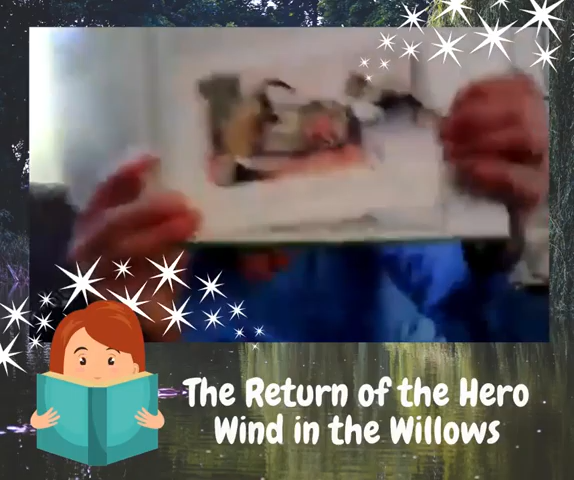 The Return of the Hero
Wind in the Willows